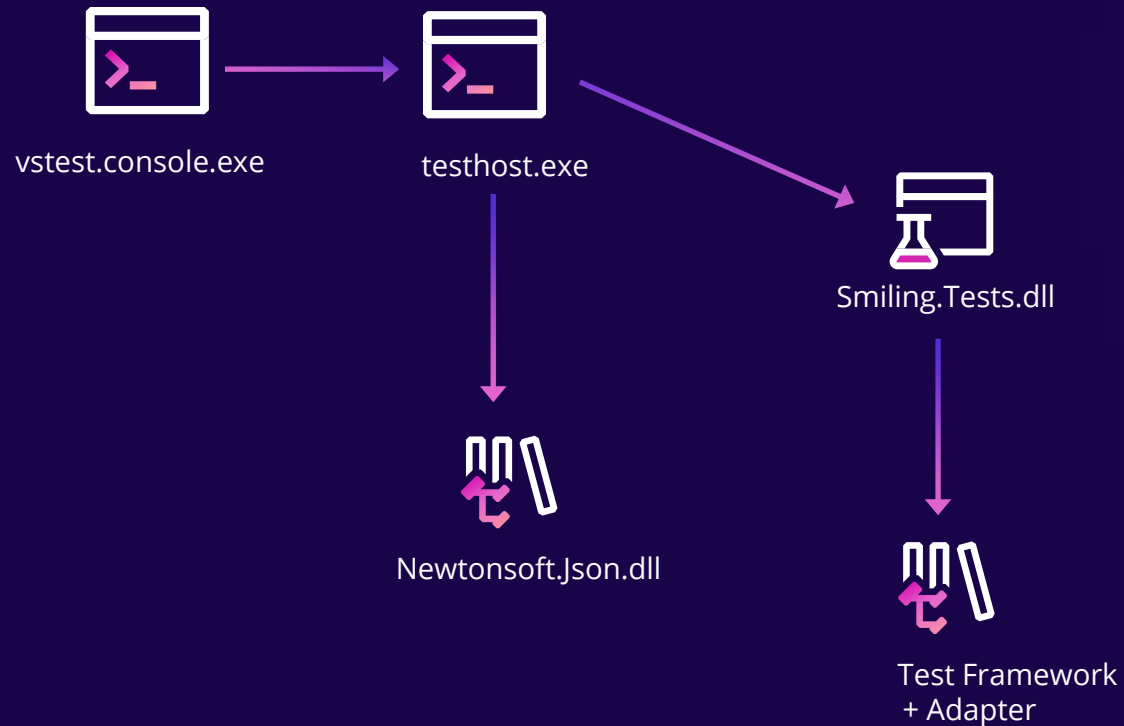 vstest.console.exe
testhost.exe
Smiling.Tests.dll
Newtonsoft.Json.dll
Test Framework
+ Adapter